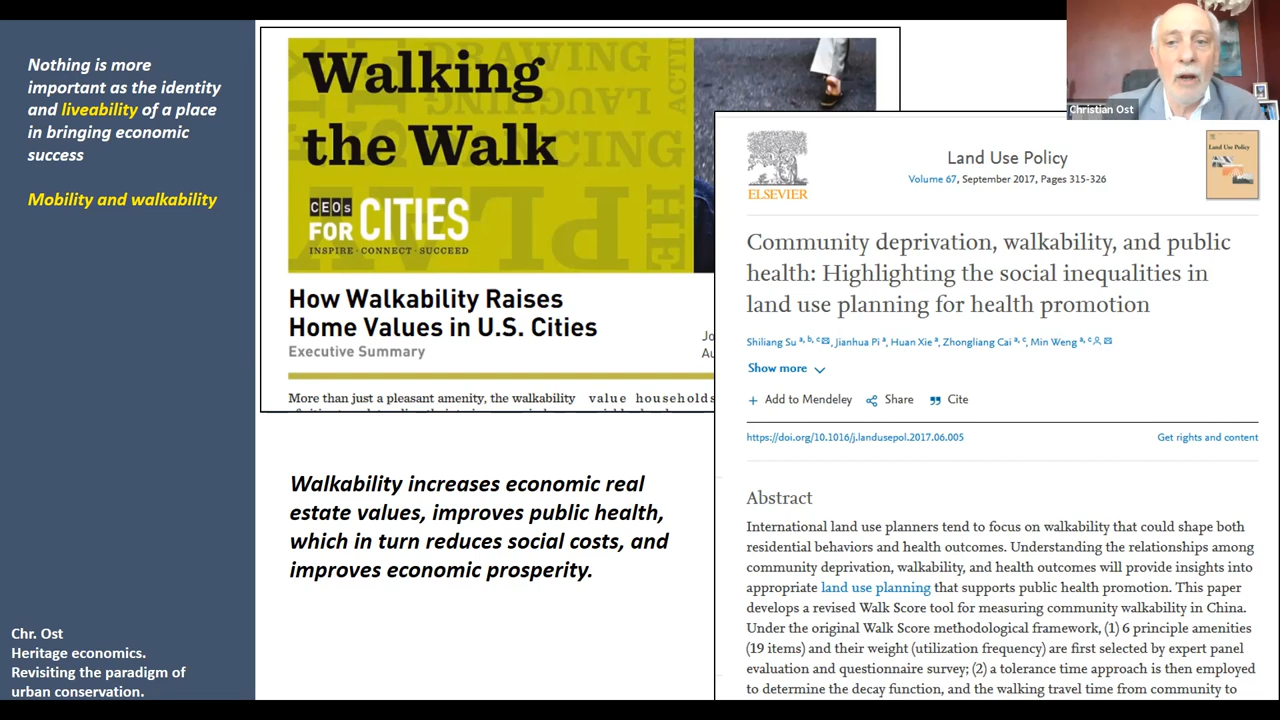 Nothing is more
important as the identity
and liveability of a place
in bringing economic
success
Mobility and walkability
Chr. Ost
Heritage economics.
Revisiting the paradigm of
urban conservation.
Walking
the Walk
CEOs
FOR CITIES
INSPIRE · CONNECT · SUCCEED
How Walkability Raises
Home Values in U.S. Cities
Executive Summary
More than just a pleasant amenity, the walkability value households
Walkability increases economic real
estate values, improves public health,
which in turn reduces social costs, and
improves economic prosperity.
Christian Ost
ELSEVIER
Land Use Policy
Volume 67, September 2017, Pages 315-326
Land Use Policy
Community deprivation, walkability, and public
health: Highlighting the social inequalities in
land use planning for health promotion
Shiliang Su a, b, c, Jianhua Pi a, Huan Xie a, Zhongliang Cai a, c, Min Weng a, c
Show more
+ Add to Mendeley Share Cite
https://doi.org/10.1016/j.landusepol.2017.06.005 Get rights and content
Abstract
International land use planners tend to focus on walkability that could shape both
residential behaviors and health outcomes. Understanding the relationships among
community deprivation, walkability, and health outcomes will provide insights into
appropriate land use planning that supports public health promotion. This paper
develops a revised Walk Score tool for measuring community walkability in China.
Under the original Walk Score methodological framework, (1) 6 principle amenities
(19 items) and their weight (utilization frequency) are first selected by expert panel
evaluation and questionnaire survey; (2) a tolerance time approach is then employed
to determine the decay function, and the walking travel time from community to